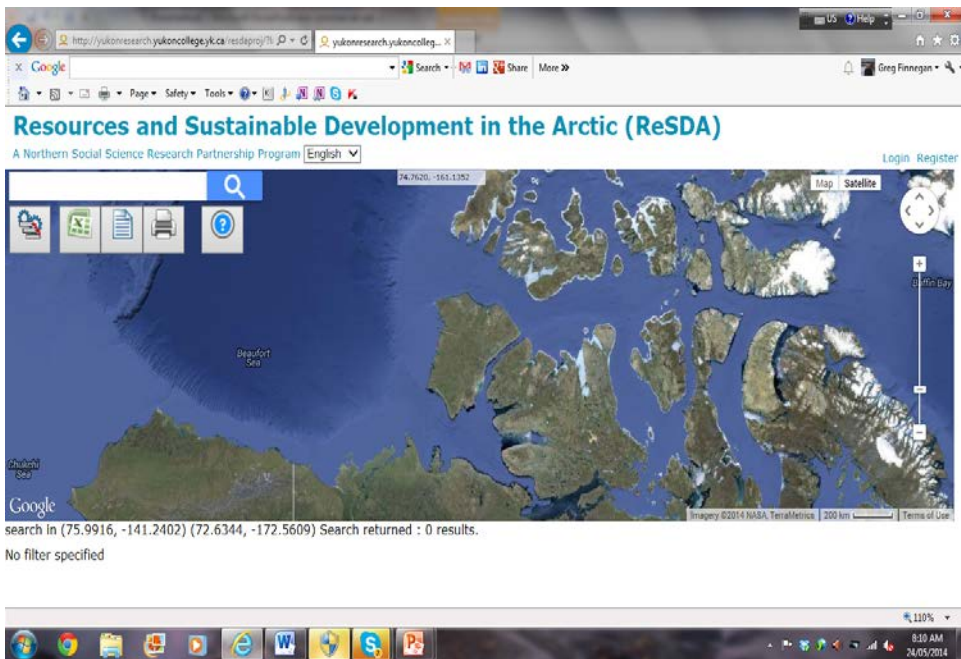 US Help
http://yukonresearch.yukoncollege.yk.ca/resdaproj/?l yukonresearch.yukoncolleg...
x Google Search Share More » Greg Finnegan
Page Safety Tools
Resources and Sustainable Development in the Arctic (ReSDA)
A Northern Social Science Research Partnership Program English
Login Register
74.7620, -161.1352
Map Satellite
Baffin Bay
Beaufort
Sea
Chukchi
Sea
Google
Imagery ©2014 NASA, TerraMetrics 200 km Terms of Use
search in (75.9916, -141.2402) (72.6344, -172.5609) Search returned : 0 results.
No filter specified
110%
8:10 AM
24/05/2014